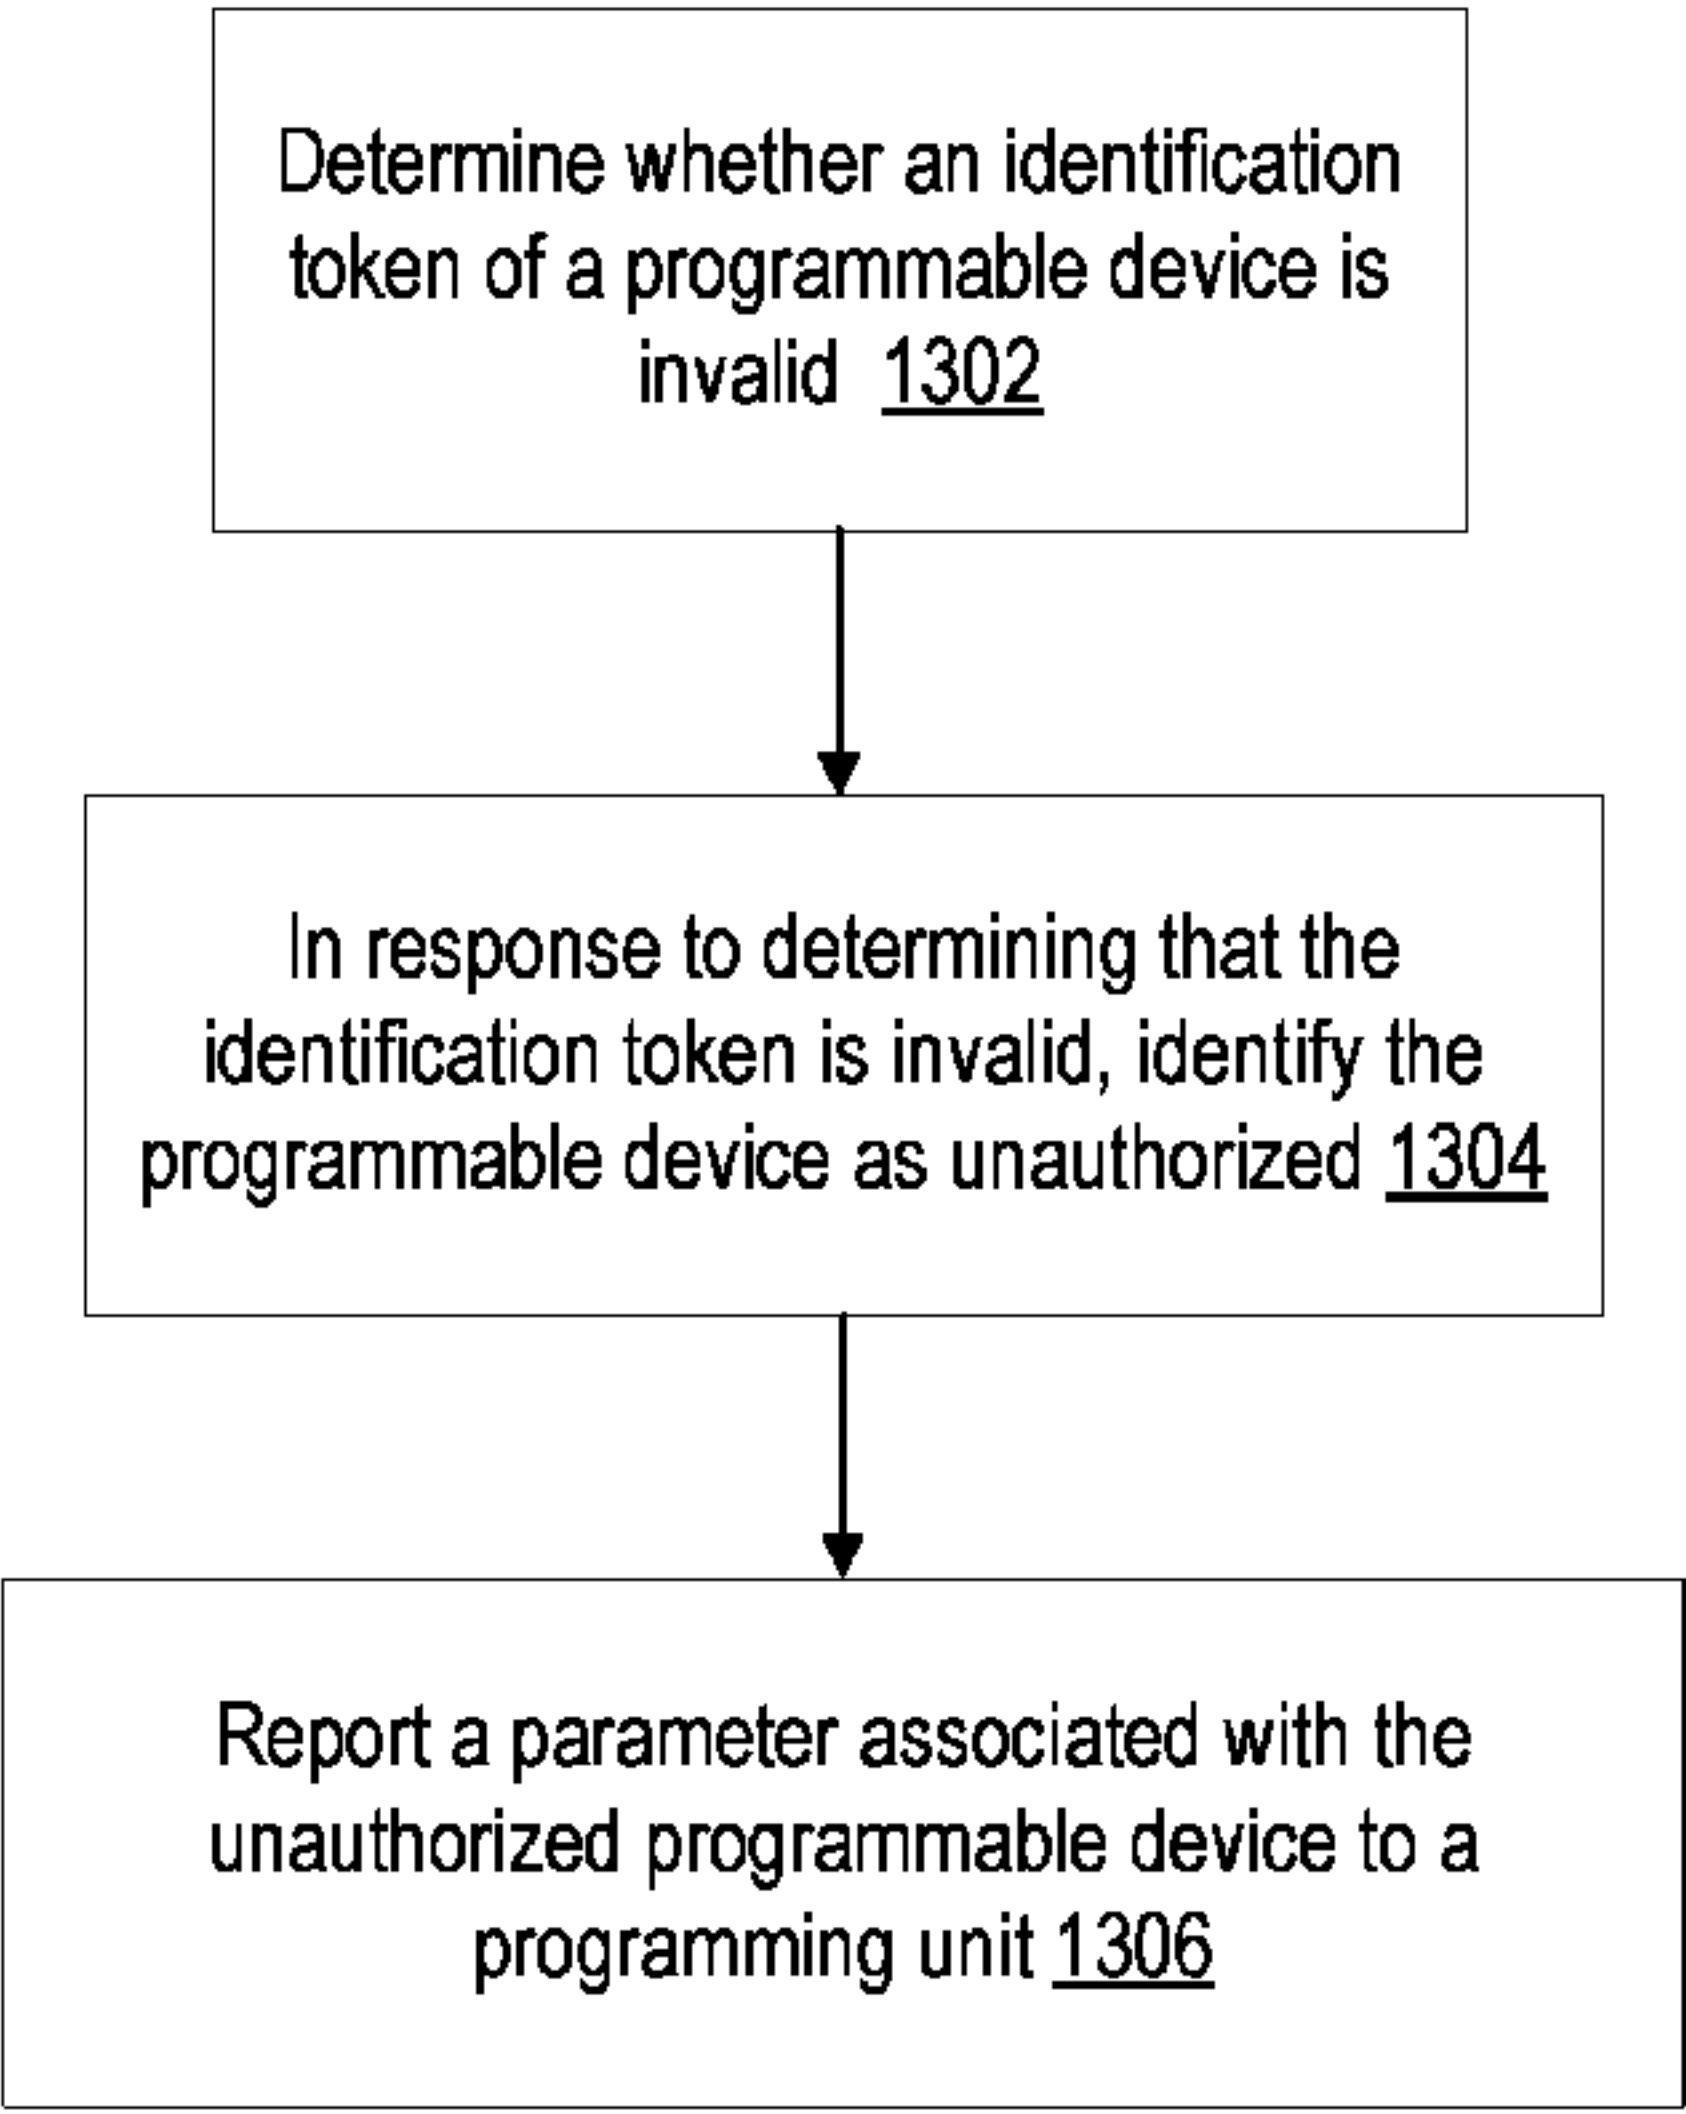 Determine whether an identification
token of a programmable device is
invalid 1302
In response to determining that the
identification token is invalid, identify the
programmable device as unauthorized 1304
Report a parameter associated with the
unauthorized programmable device to a
programming unit 1306